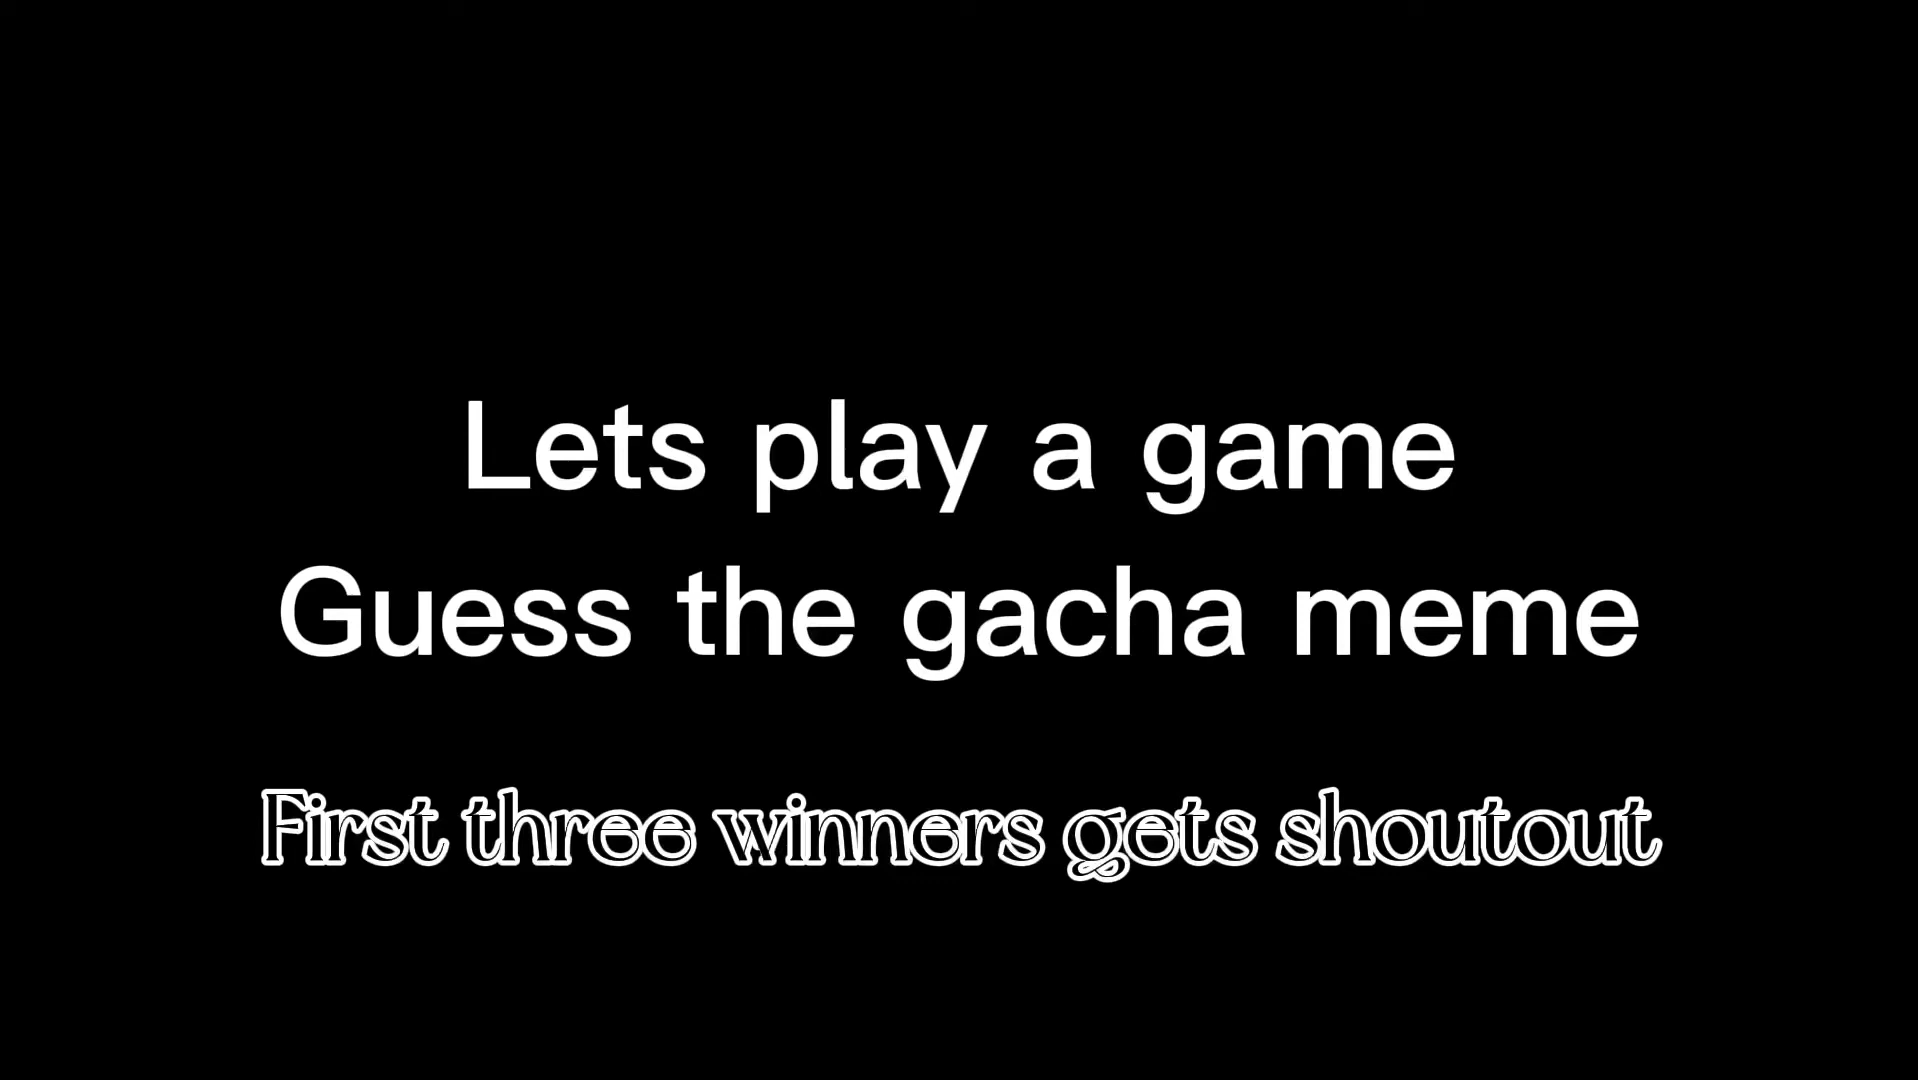 Lets play a game
Guess the gacha meme
First three winners gets shoutout